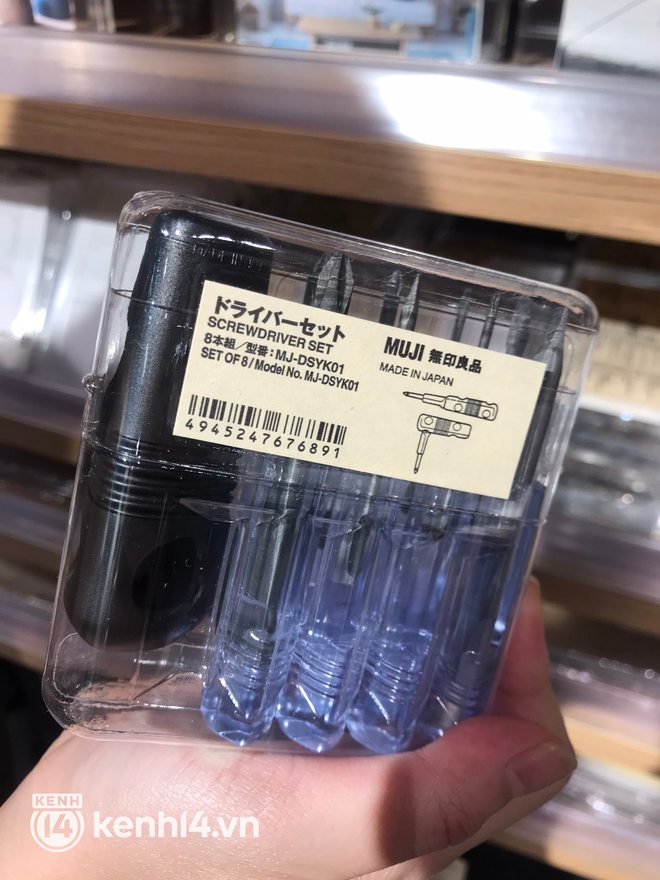 ドライバーセット
SCREWDRIVER SET
8本組／型番：MJ-DSYK01
SET OF 8 / Model No. MJ-DSYK01
4945247676891
MUJI 無印良品
MADE IN JAPAN
KENH
14
kenh14.vn